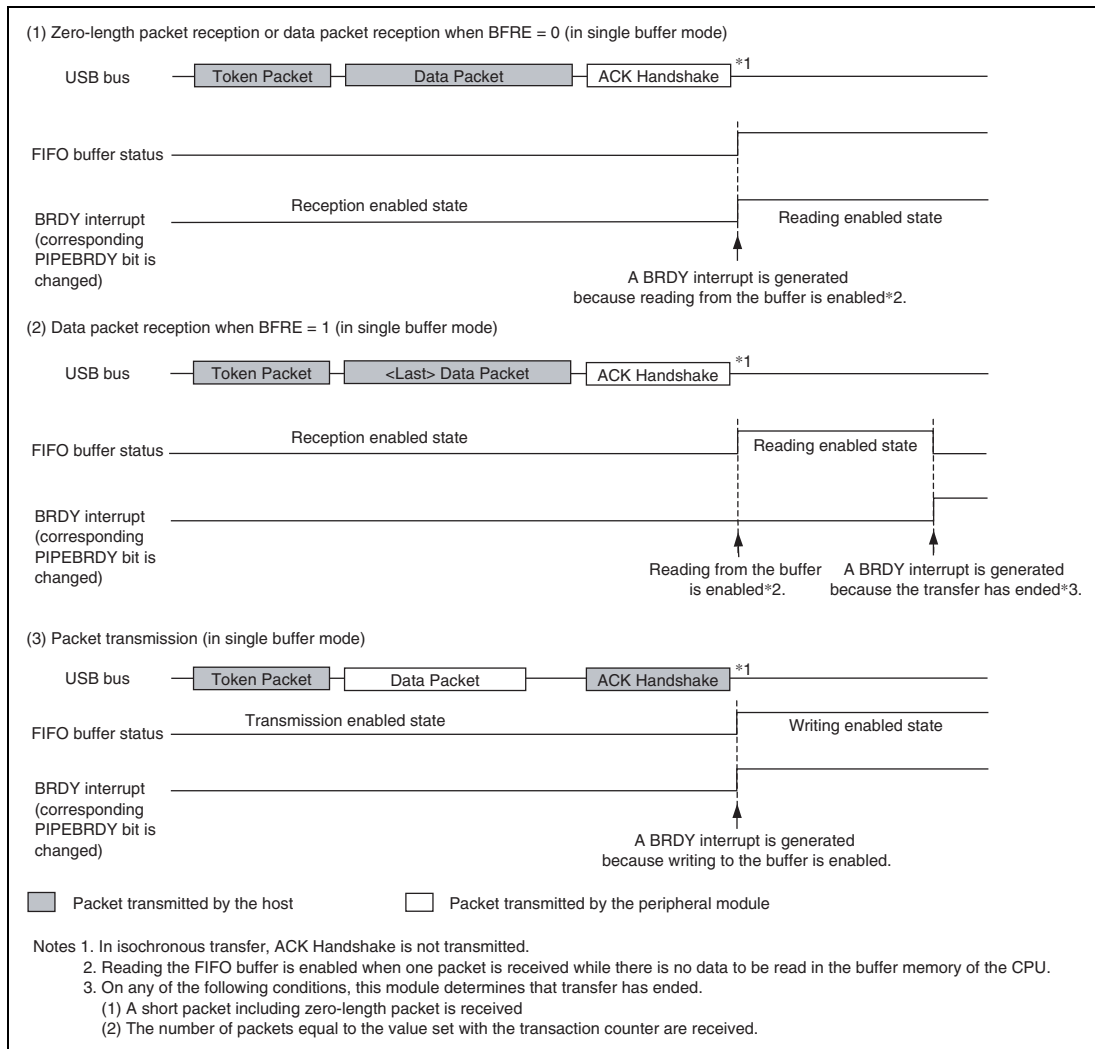 (1) Zero-length packet reception or data packet reception when BFRE = 0 (in single buffer mode)
USB bus
Token Packet
Data Packet
ACK Handshake
*1
FIFO buffer status
BRDY interrupt
(corresponding
PIPEBRDY bit is
changed)
Reception enabled state
Reading enabled state
A BRDY interrupt is generated
because reading from the buffer is enabled*2.
(2) Data packet reception when BFRE = 1 (in single buffer mode)
USB bus
Token Packet
<Last> Data Packet
ACK Handshake
*1
FIFO buffer status
Reception enabled state
Reading enabled state
BRDY interrupt
(corresponding
PIPEBRDY bit is
changed)
Reading from the buffer
is enabled*2.
A BRDY interrupt is generated
because the transfer has ended*3.
(3) Packet transmission (in single buffer mode)
USB bus
Token Packet
Data Packet
ACK Handshake
*1
FIFO buffer status
Transmission enabled state
Writing enabled state
BRDY interrupt
(corresponding
PIPEBRDY bit is
changed)
A BRDY interrupt is generated
because writing to the buffer is enabled.
Packet transmitted by the host
Packet transmitted by the peripheral module
Notes 1. In isochronous transfer, ACK Handshake is not transmitted.
2. Reading the FIFO buffer is enabled when one packet is received while there is no data to be read in the buffer memory of the CPU.
3. On any of the following conditions, this module determines that transfer has ended.
(1) A short packet including zero-length packet is received
(2) The number of packets equal to the value set with the transaction counter are received.